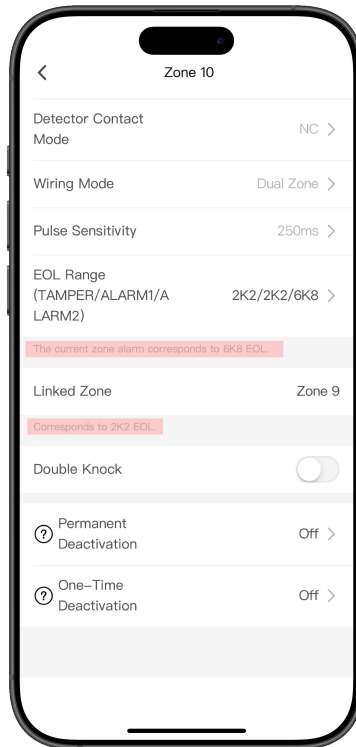 Zone 10
Detector Contact
Mode
NC
Wiring Mode
Dual Zone
Pulse Sensitivity
250ms
EOL Range
(TAMPER/ALARM1/A
LARM2)
2K2/2K2/6K8
The current zone alarm corresponds to 6K8 EOL.
Linked Zone
Zone 9
Corresponds to 2K2 EOL.
Double Knock
Permanent
Deactivation
Off
One-Time
Deactivation
Off